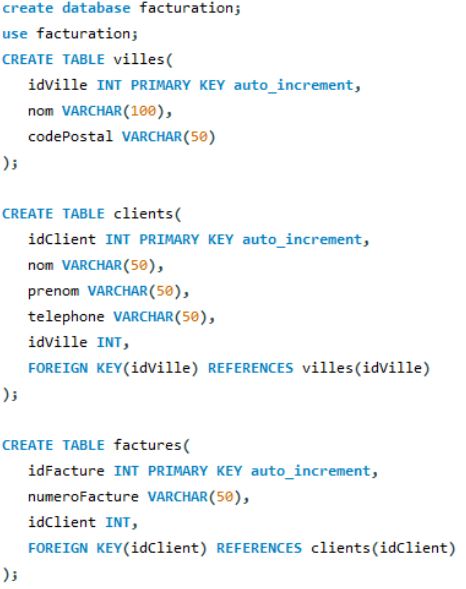 create database facturation;
use facturation;
CREATE TABLE villes(
idVille INT PRIMARY KEY auto_increment,
nom VARCHAR(100),
codePostal VARCHAR(50)
);
CREATE TABLE clients(
idClient INT PRIMARY KEY auto_increment,
nom VARCHAR(50),
prenom VARCHAR(50),
telephone VARCHAR(50),
idVille INT,
FOREIGN KEY(idVille) REFERENCES villes(idVille)
);
CREATE TABLE factures(
idFacture INT PRIMARY KEY auto_increment,
numeroFacture VARCHAR(50),
idClient INT,
FOREIGN KEY(idClient) REFERENCES clients(idClient)
);